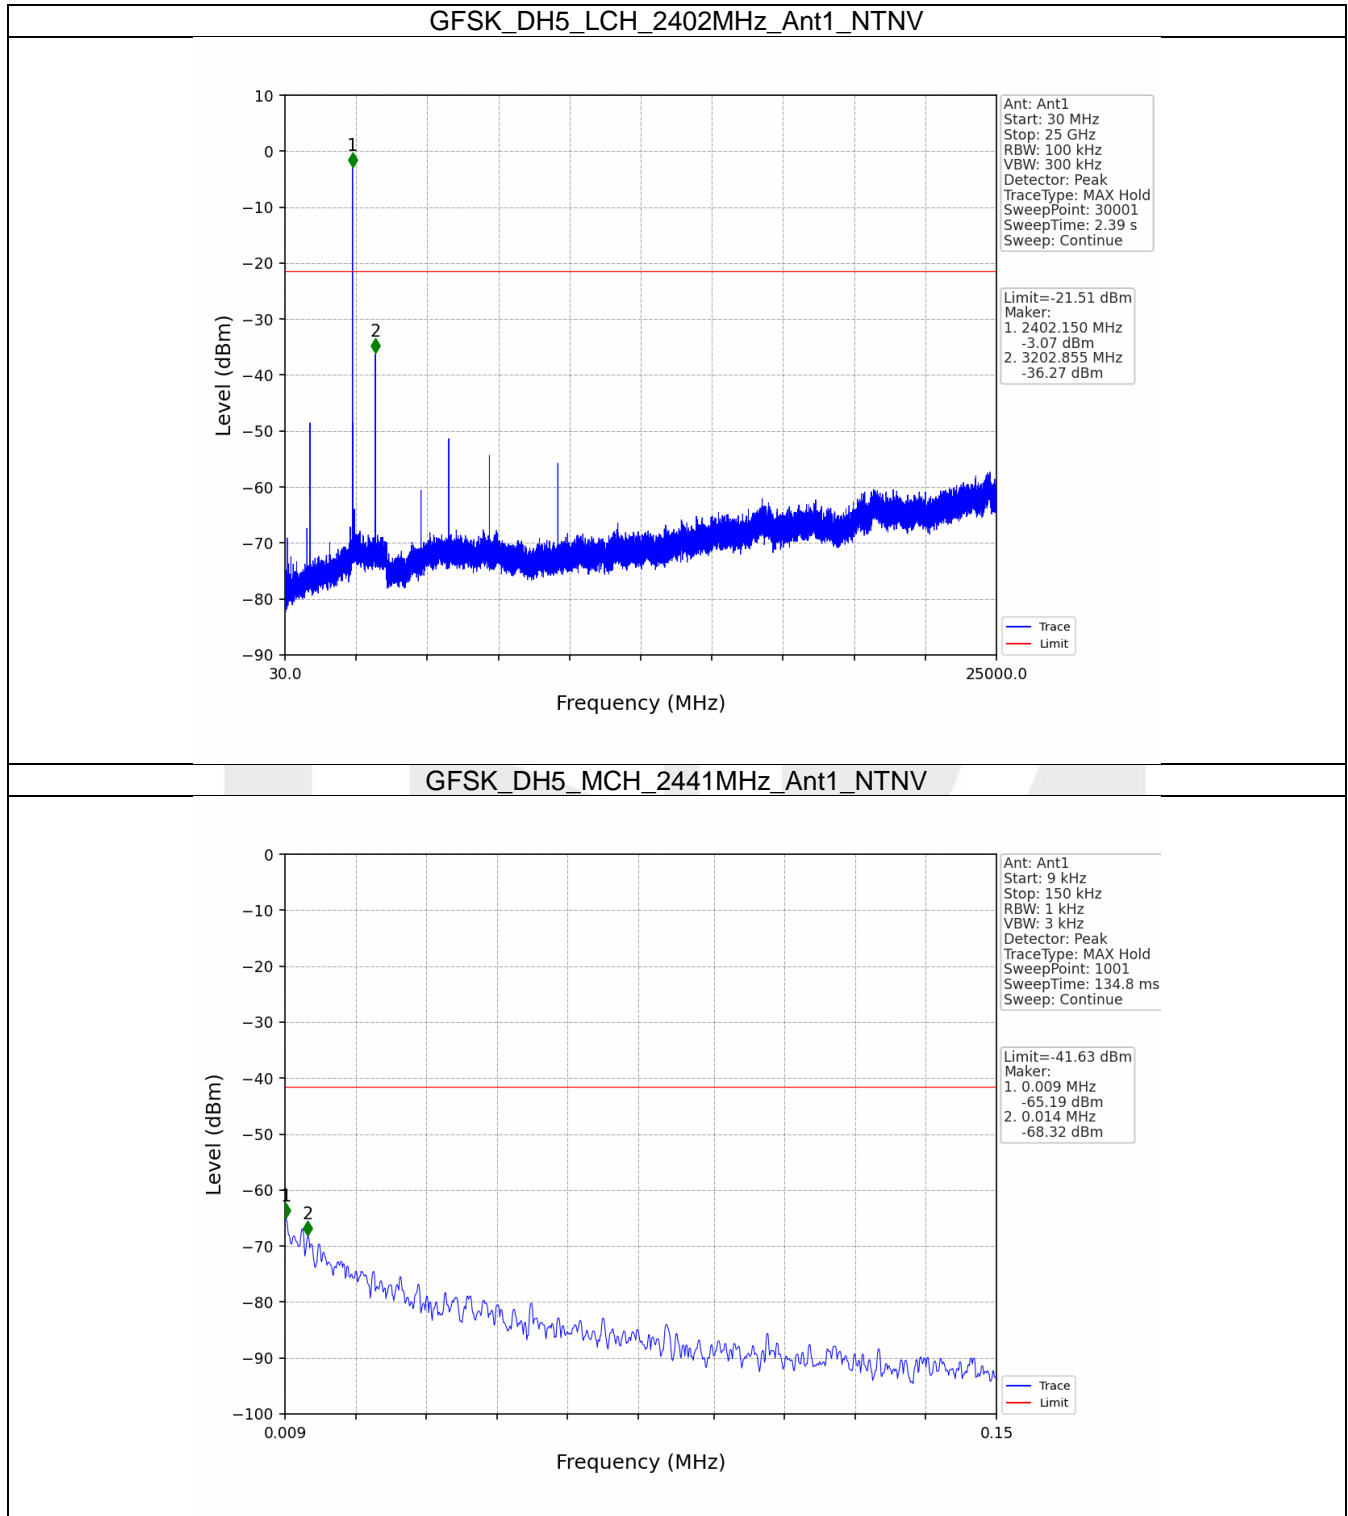 GFSK_DH5_LCH_2402MHz_Ant1_NTNV
10
0
−10
−20
−30
−40
−50
−60
−70
−80
−90
Level (dBm)
1
2
30.0
25000.0
Frequency (MHz)
Ant: Ant1
Start: 30 MHz
Stop: 25 GHz
RBW: 100 kHz
VBW: 300 kHz
Detector: Peak
TraceType: MAX Hold
SweepPoint: 30001
SweepTime: 2.39 s
Sweep: Continue
Limit=-21.51 dBm
Maker:
1. 2402.150 MHz
-3.07 dBm
2. 3202.855 MHz
-36.27 dBm
Trace
Limit
GFSK_DH5_MCH_2441MHz_Ant1_NTNV
0
−10
−20
−30
−40
−50
−60
−70
−80
−90
−100
Level (dBm)
1
2
0.009
0.15
Frequency (MHz)
Ant: Ant1
Start: 9 kHz
Stop: 150 kHz
RBW: 1 kHz
VBW: 3 kHz
Detector: Peak
TraceType: MAX Hold
SweepPoint: 1001
SweepTime: 134.8 ms
Sweep: Continue
Limit=-41.63 dBm
Maker:
1. 0.009 MHz
-65.19 dBm
2. 0.014 MHz
-68.32 dBm
Trace
Limit